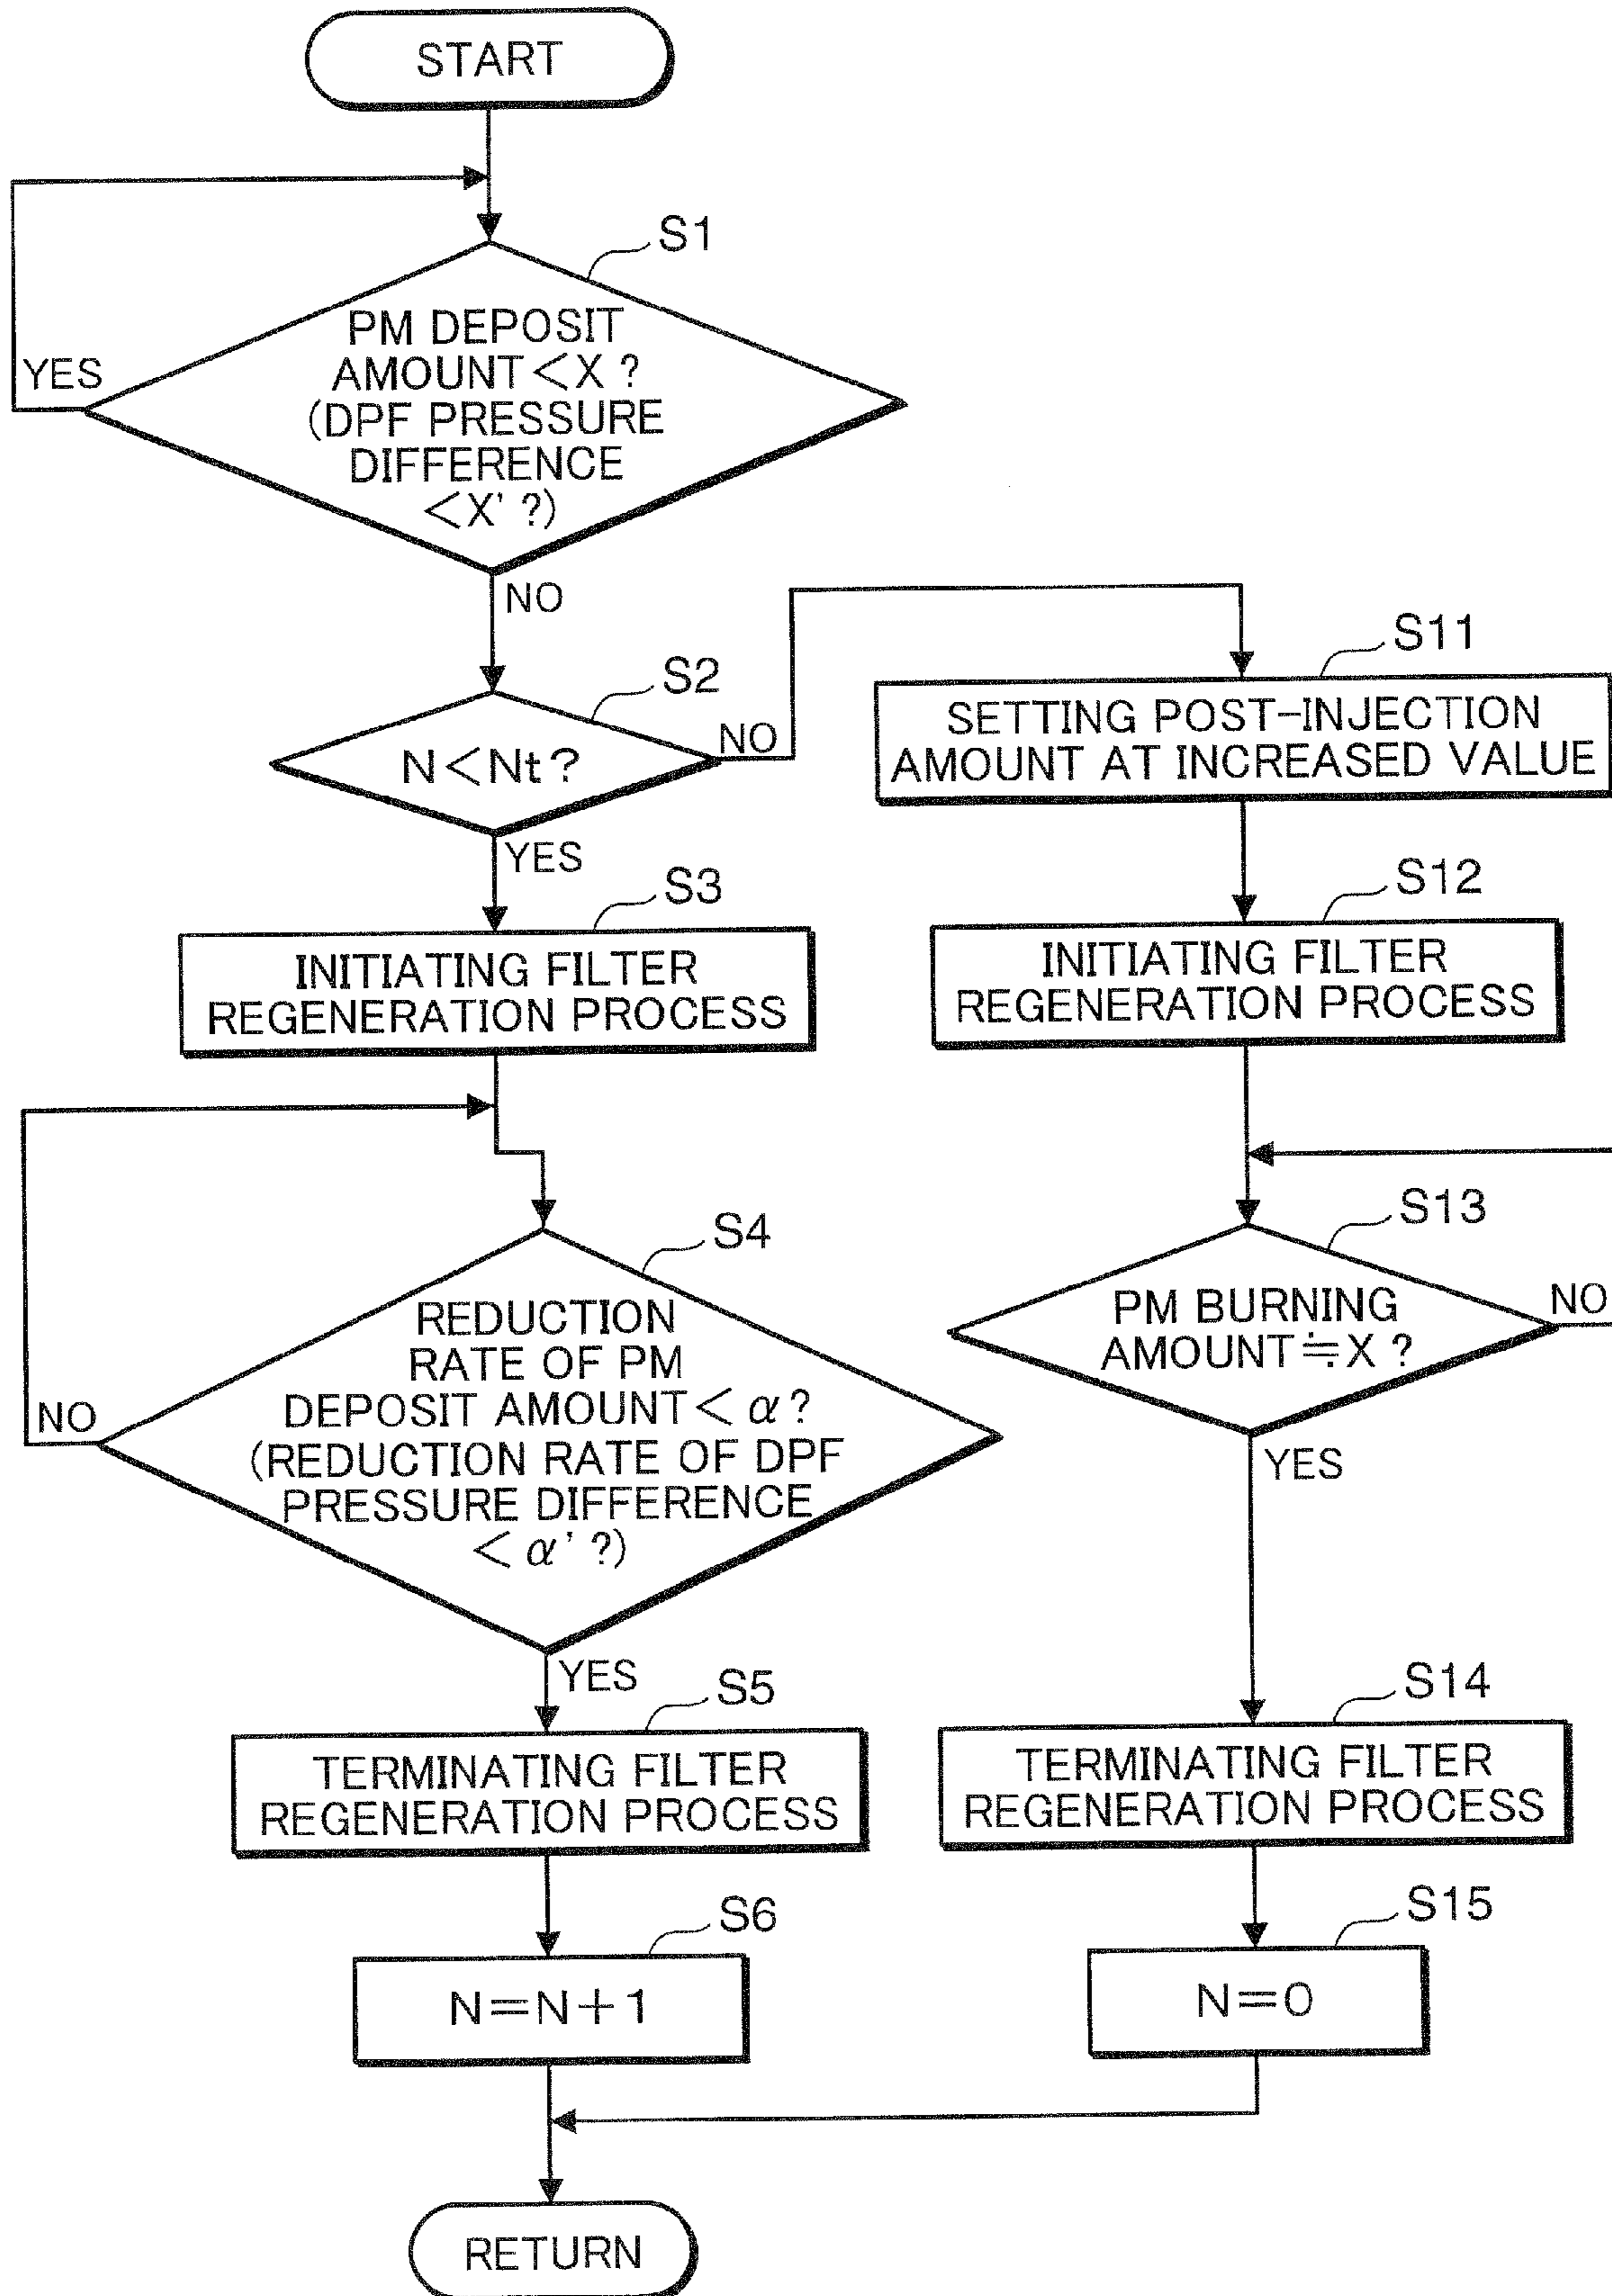 START
S1
PM DEPOSIT
AMOUNT<X ?
(DPF PRESSURE
DIFFERENCE
<X' ?)
YES
NO
S2
N<Nt ?
NO
YES
S3
INITIATING FILTER
REGENERATION PROCESS
S4
REDUCTION
RATE OF PM
DEPOSIT AMOUNT< α ?
(REDUCTION RATE OF DPF
PRESSURE DIFFERENCE
< α ' ?)
NO
YES
S5
TERMINATING FILTER
REGENERATION PROCESS
S6
N=N+1
S11
SETTING POST-INJECTION
AMOUNT AT INCREASED VALUE
S12
INITIATING FILTER
REGENERATION PROCESS
S13
PM BURNING
AMOUNT≒X ?
NO
YES
S14
TERMINATING FILTER
REGENERATION PROCESS
S15
N=0
RETURN